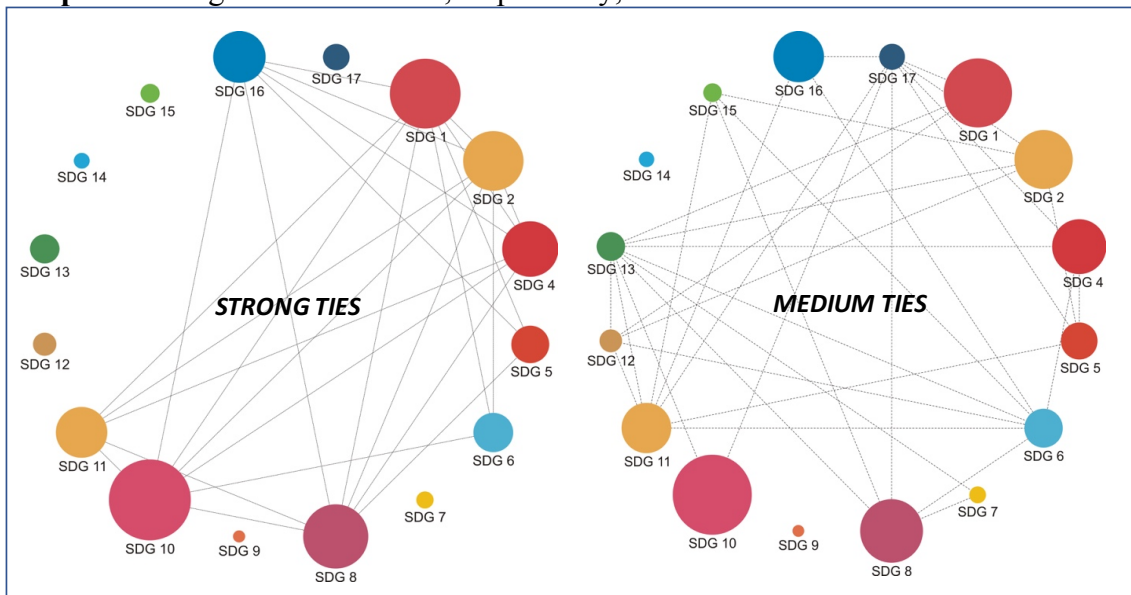 SDG 16
SDG 17
SDG 15
SDG 1
SDG 14
SDG 2
SDG 13
SDG 4
STRONG TIES
SDG 12
SDG 5
SDG 11
SDG 6
SDG 10
SDG 9
SDG 8
SDG 7
SDG 16
SDG 17
SDG 15
SDG 1
SDG 14
SDG 2
SDG 13
SDG 4
MEDIUM TIES
SDG 12
SDG 5
SDG 11
SDG 6
SDG 10
SDG 9
SDG 8
SDG 7